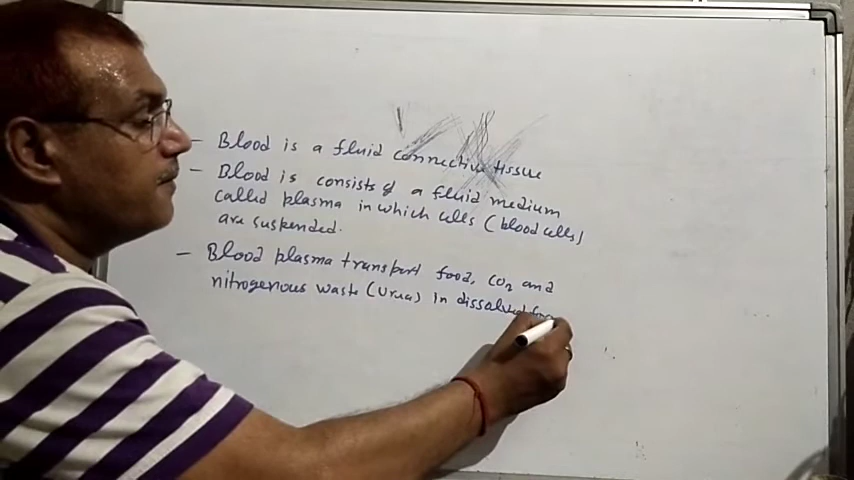 - Blood is a fluid connective tissue
- Blood is consists of a fluid medium
called plasma in which cells (blood cells)
are suspended.
- Blood plasma transport food, CO2 and
nitrogenous waste (Urea) in dissolved